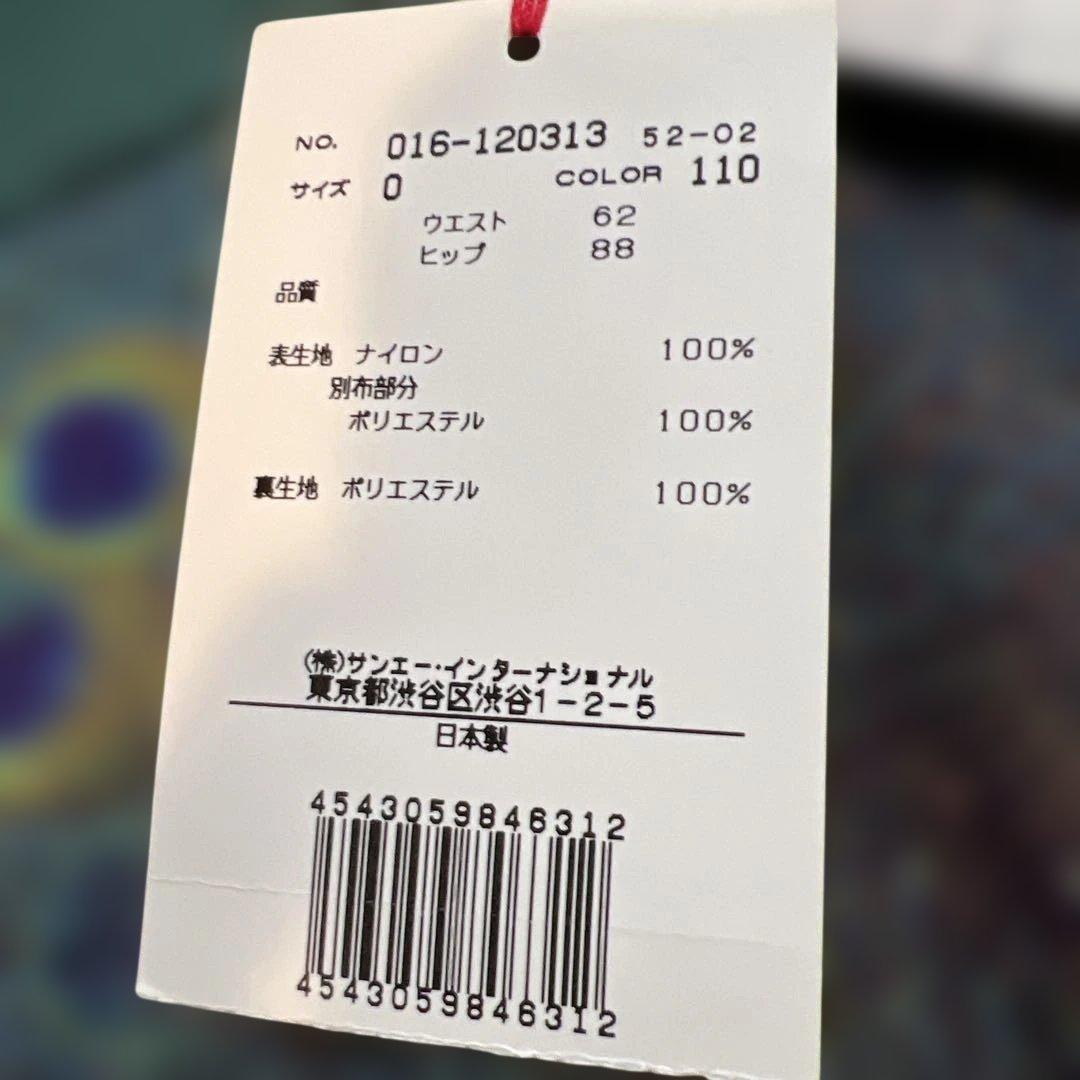 NO. 016-120313 52-02
サイズ 0 COLOR 110
ウエスト 62
ヒップ 88
品質
表生地 ナイロン 100%
別布部分
ポリエステル 100%
裏生地 ポリエステル 100%
(株)サンエー・インターナショナル
東京都渋谷区渋谷1-2-5
日本製
4543059846312
4543059846312